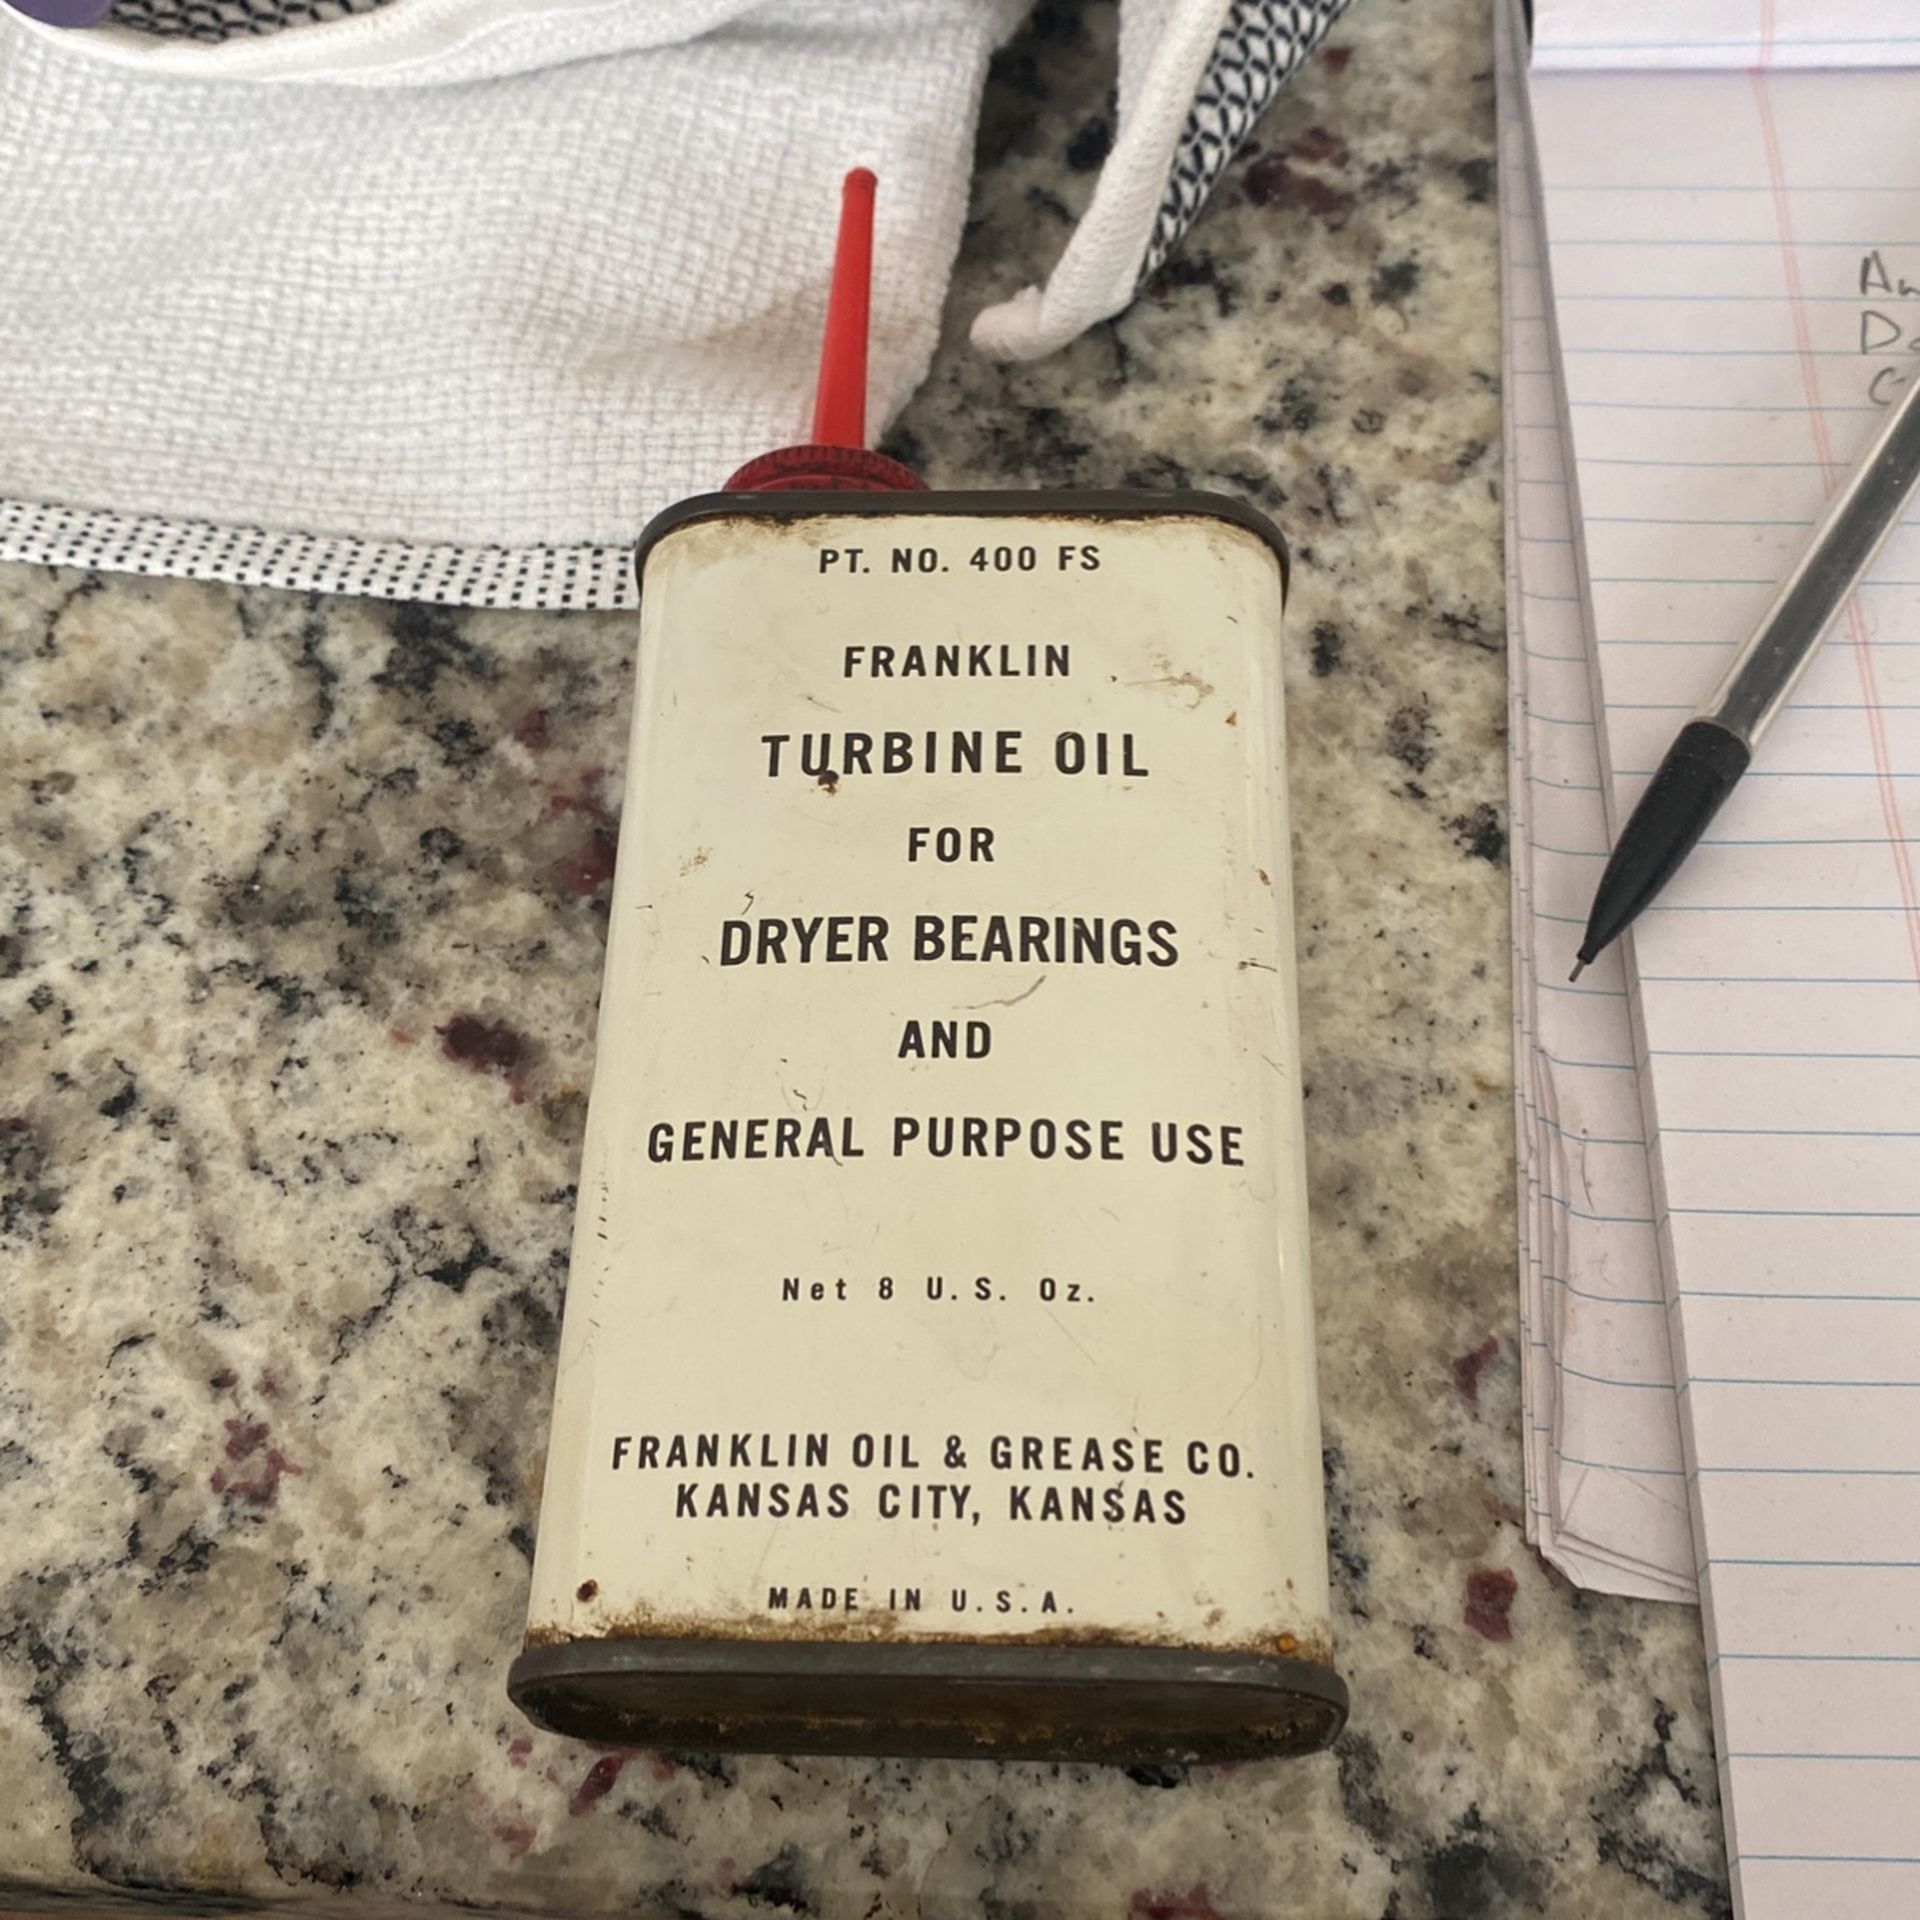 PT. NO. 400 FS
FRANKLIN
TURBINE OIL
FOR
DRYER BEARINGS
AND
GENERAL PURPOSE USE
Net 8 U.S. Oz.
FRANKLIN OIL & GREASE CO.
KANSAS CITY, KANSAS
MADE IN U.S.A.